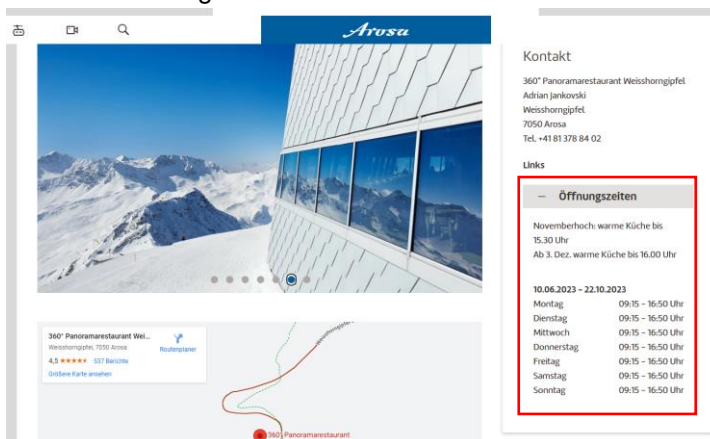 Arosa
Kontakt
360° Panoramarestaurant Weisshorngipfel
Adrian Jankovski
Weisshorngipfel
7050 Arosa
Tel. +41 81 378 84 02
Links
– Öffnungszeiten
Novemberhoch: warme Küche bis
15.30 Uhr
Ab 3. Dez. warme Küche bis 16.00 Uhr
10.06.2023 – 22.10.2023
Montag 09:15 – 16:50 Uhr
Dienstag 09:15 – 16:50 Uhr
Mittwoch 09:15 – 16:50 Uhr
Donnerstag 09:15 – 16:50 Uhr
Freitag 09:15 – 16:50 Uhr
Samstag 09:15 – 16:50 Uhr
Sonntag 09:15 – 16:50 Uhr
360° Panoramarestaurant Wei...
Weisshorngipfel, 7050 Arosa
Routenplaner
4,5 ★★★★★ 537 Berichte
Größere Karte ansehen
360° Panoramarestaurant